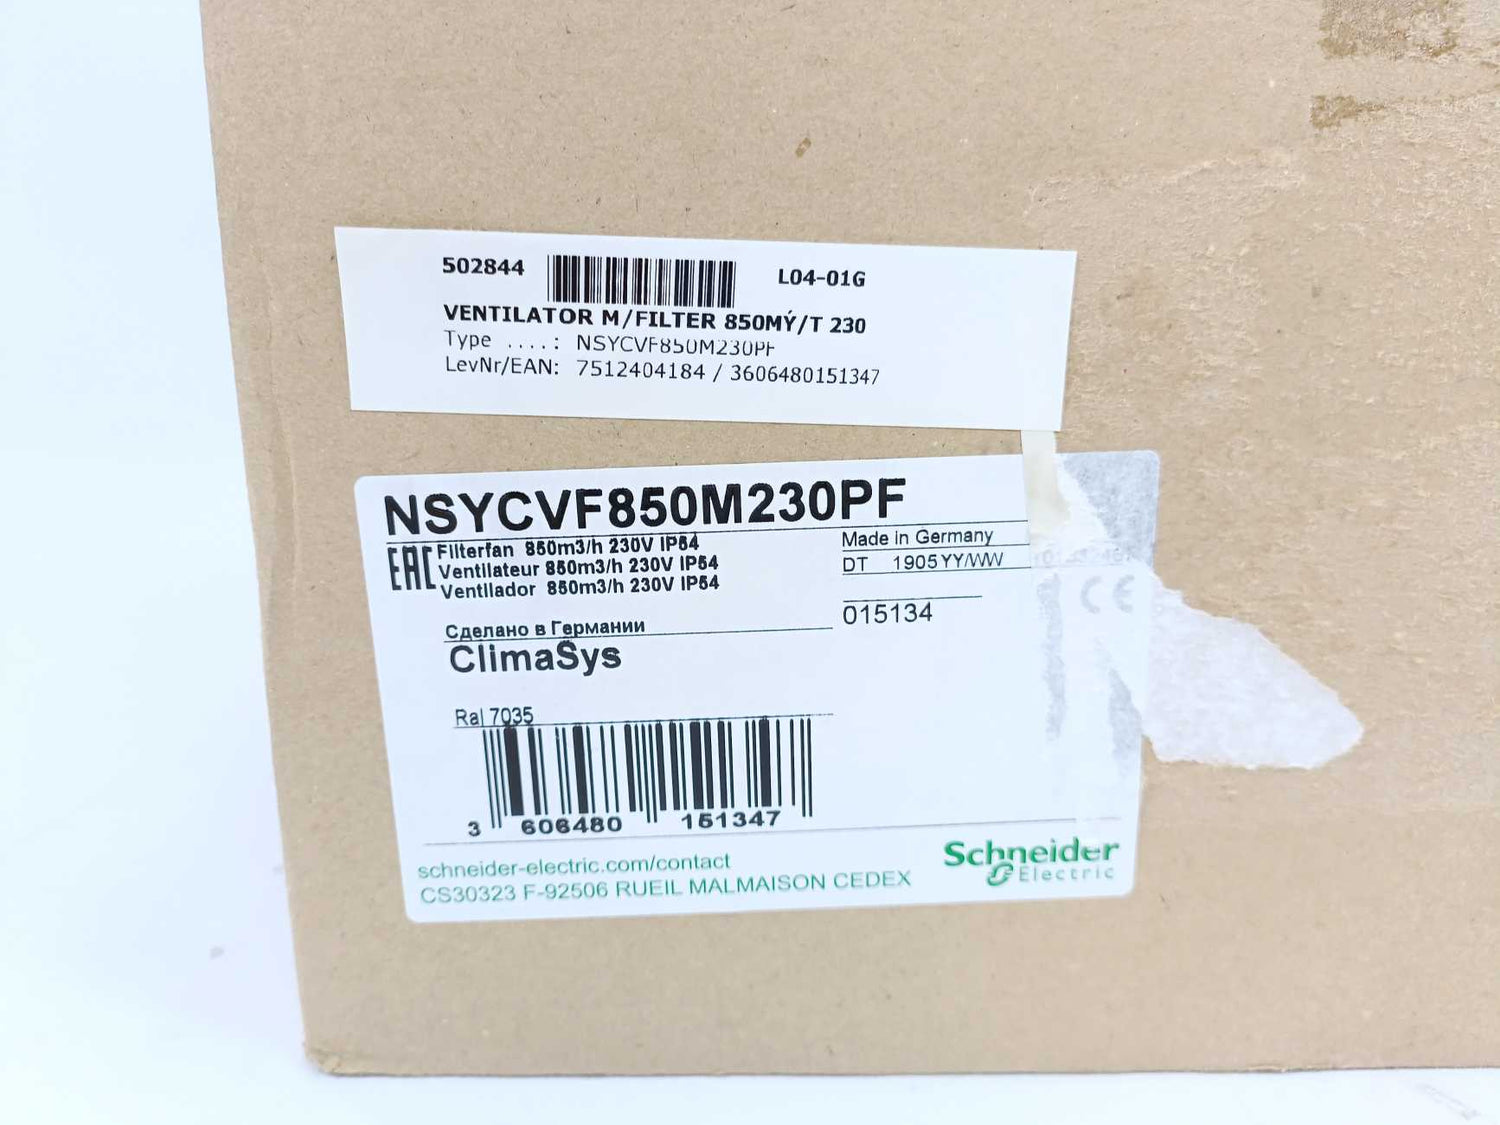 502844
L04-01G
VENTILATOR M/FILTER 850MÝ/T 230
Type ....: NSYCVF850M230PF
LevNr/EAN: 7512404184 / 3606480151347
NSYCVF850M230PF
EAC
Filterfan 850m3/h 230V IP54
Ventilateur 850m3/h 230V IP54
Ventilador 850m3/h 230V IP54
Made in Germany
DT 1905 YY/WW
CE
015134
Сделано в Германии
ClimaSys
Ral 7035
3 606480 151347
schneider-electric.com/contact
CS30323 F-92506 RUEIL MALMAISON CEDEX
Schneider
Electric